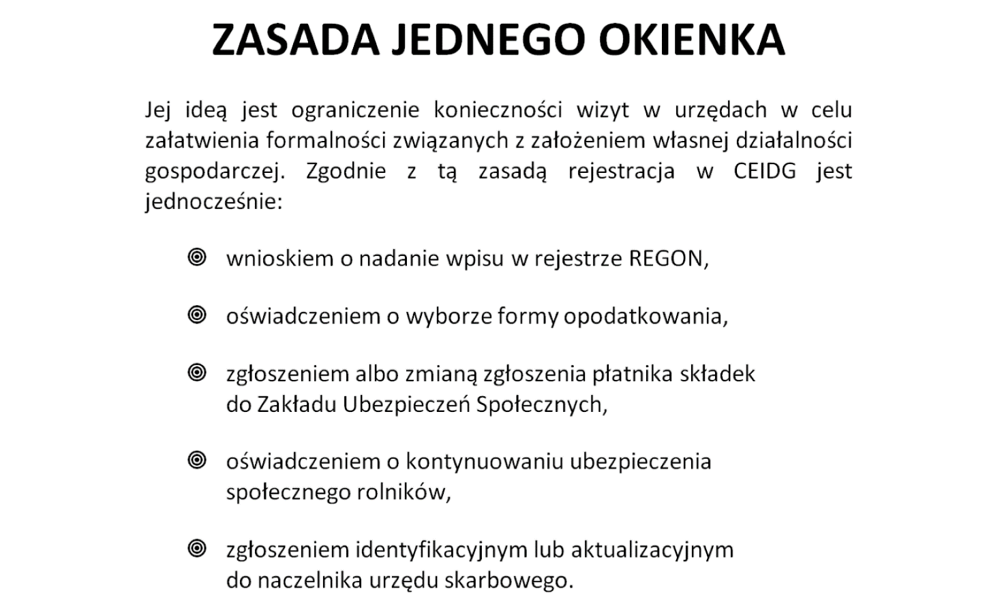 ZASADA JEDNEGO OKIENKA
Jej ideą jest ograniczenie konieczności wizyt w urzędach w celu
załatwienia formalności związanych z założeniem własnej działalności
gospodarczej. Zgodnie z tą zasadą rejestracja w CEIDG jest
jednocześnie:
wnioskiem o nadanie wpisu w rejestrze REGON,
oświadczeniem o wyborze formy opodatkowania,
zgłoszeniem albo zmianą zgłoszenia płatnika składek
do Zakładu Ubezpieczeń Społecznych,
oświadczeniem o kontynuowaniu ubezpieczenia
społecznego rolników,
zgłoszeniem identyfikacyjnym lub aktualizacyjnym
do naczelnika urzędu skarbowego.